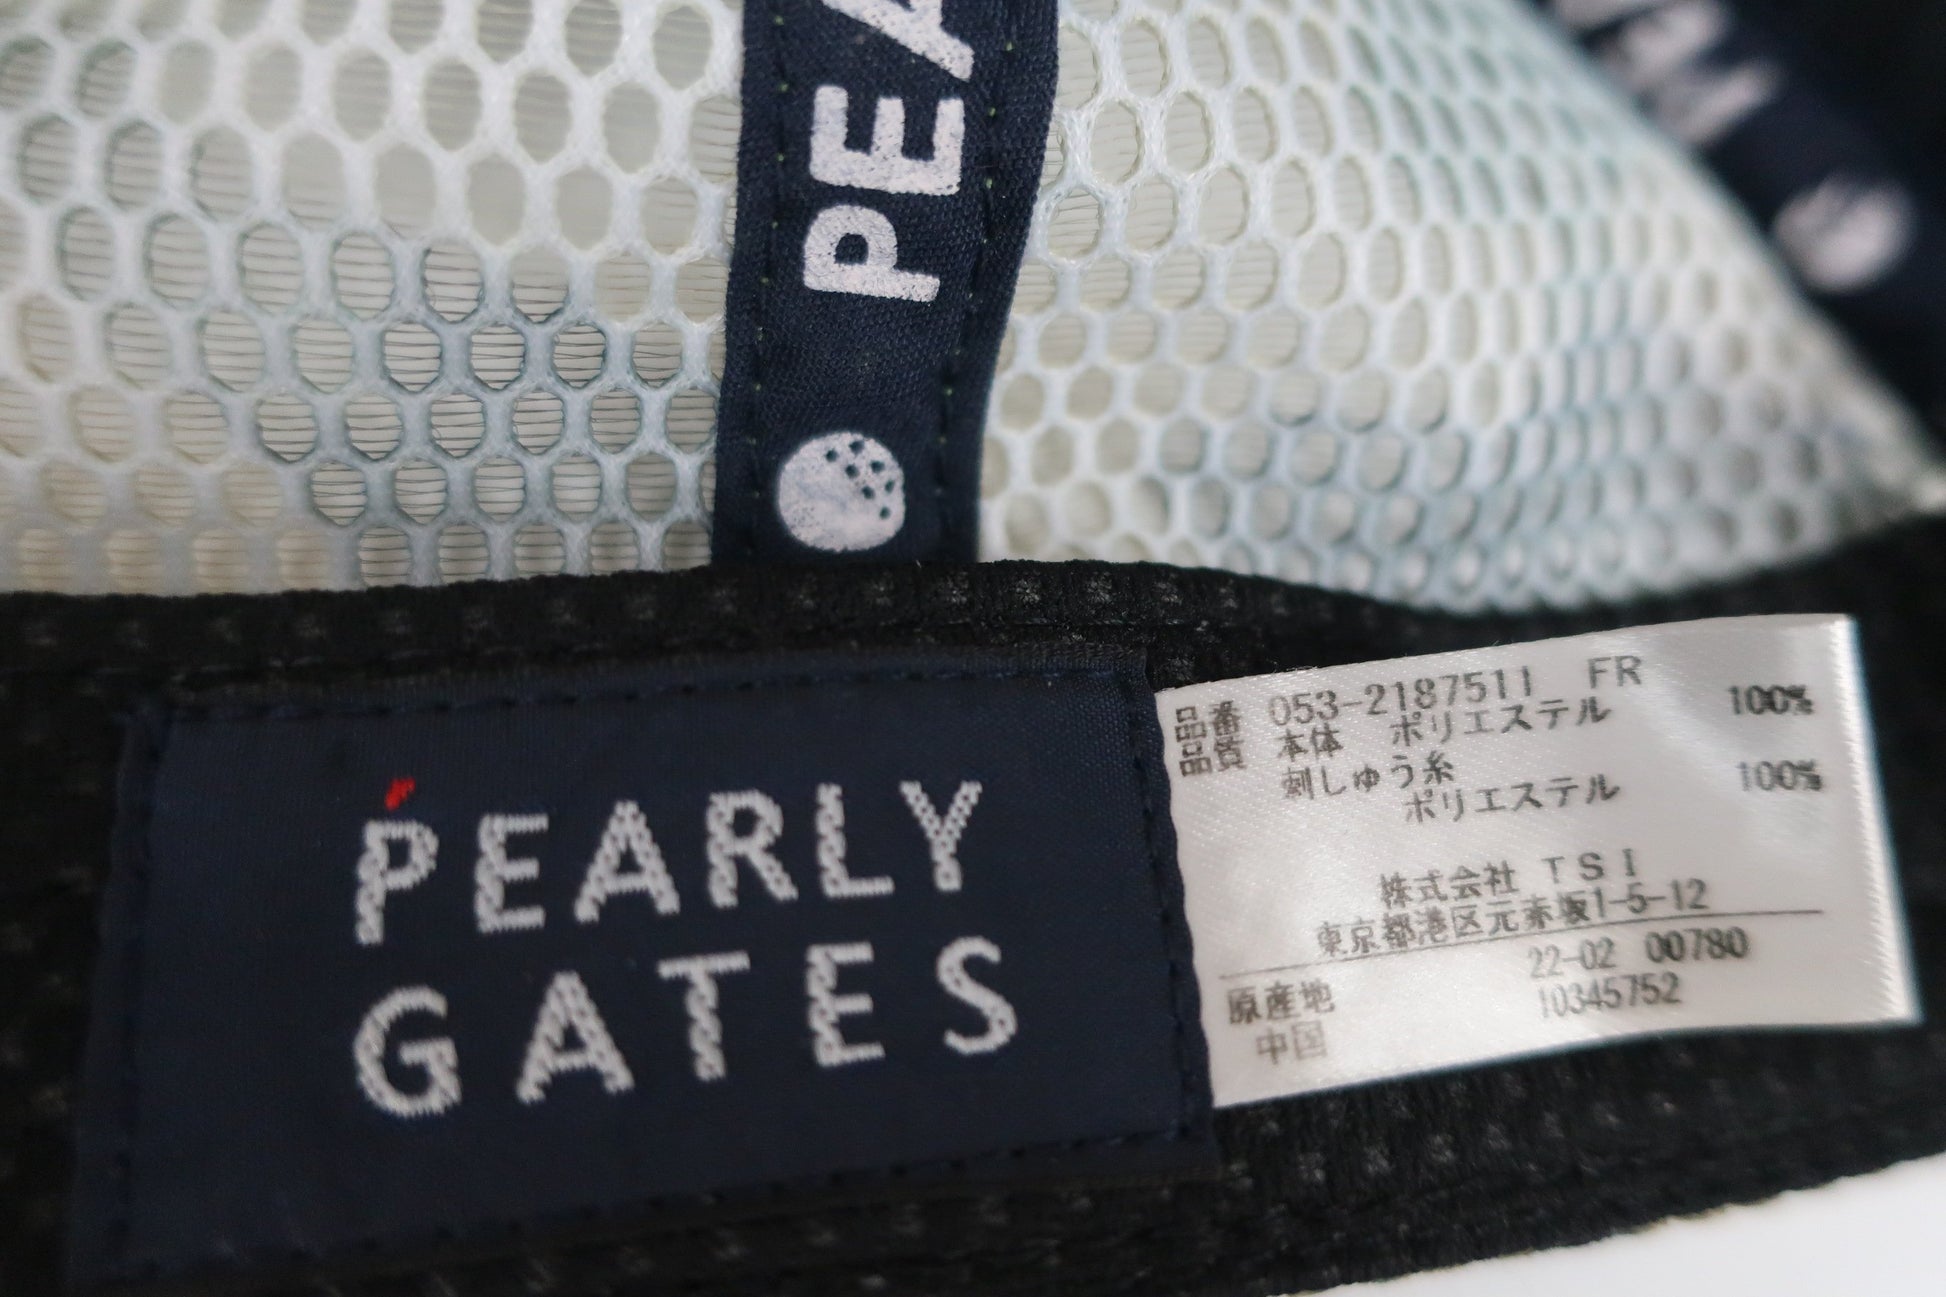 PEA
PEARLY
GATES
品番 053-2187511 FR
品質 本体 ポリエステル 100%
刺しゅう糸
ポリエステル 100%
株式会社 TSI
東京都港区元赤坂1-5-12
22-02 00780
原産地 10345752
中国